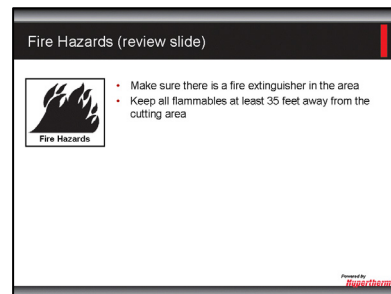 Fire Hazards (review slide)
• Make sure there is a fire extinguisher in the area
• Keep all flammables at least 35 feet away from the
cutting area
Fire Hazards
Powered by
Hypertherm